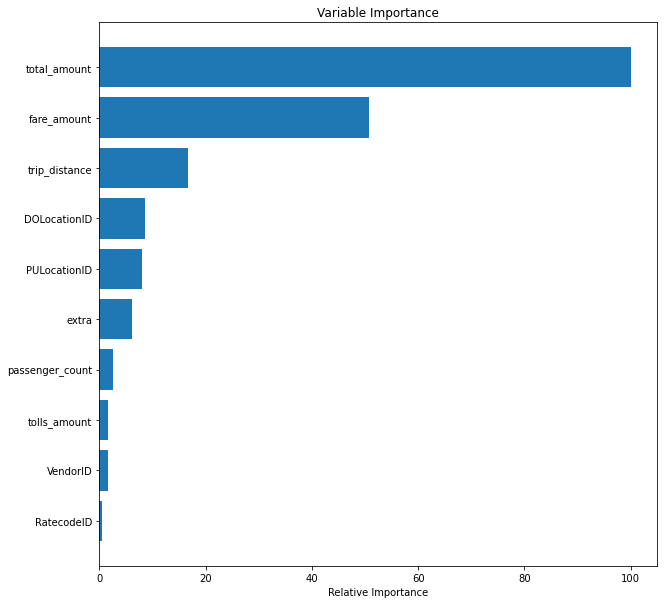 Variable Importance
total_amount
fare_amount
trip_distance
DOLocationID
PULocationID
extra
passenger_count
tolls_amount
VendorID
RatecodeID
0 20 40 60 80 100
Relative Importance